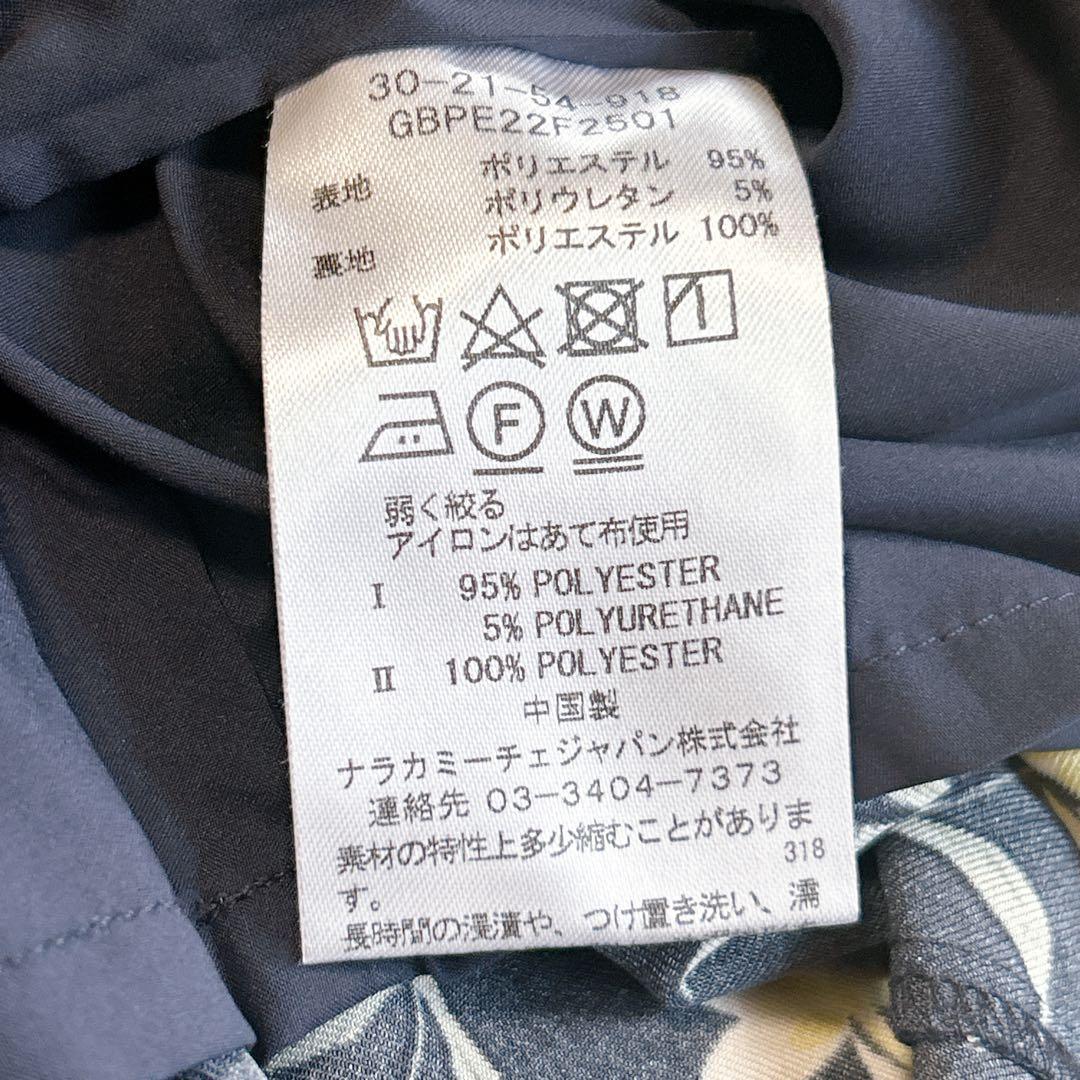 30-21-54-918
GBPE22F2501
表地 ポリエステル 95%
ポリウレタン 5%
裏地 ポリエステル 100%
F W
弱く絞る
アイロンはあて布使用
I 95% POLYESTER
5% POLYURETHANE
II 100% POLYESTER
中国製
ナラカミーチェジャパン株式会社
連絡先 03-3404-7373
素材の特性上多少縮むことがありま
す。
318
長時間の浸漬や、つけ置き洗い、濡